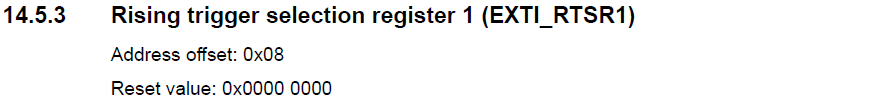 14.5.3 Rising trigger selection register 1 (EXTI_RTSR1)
Address offset: 0x08
Reset value: 0x0000 0000